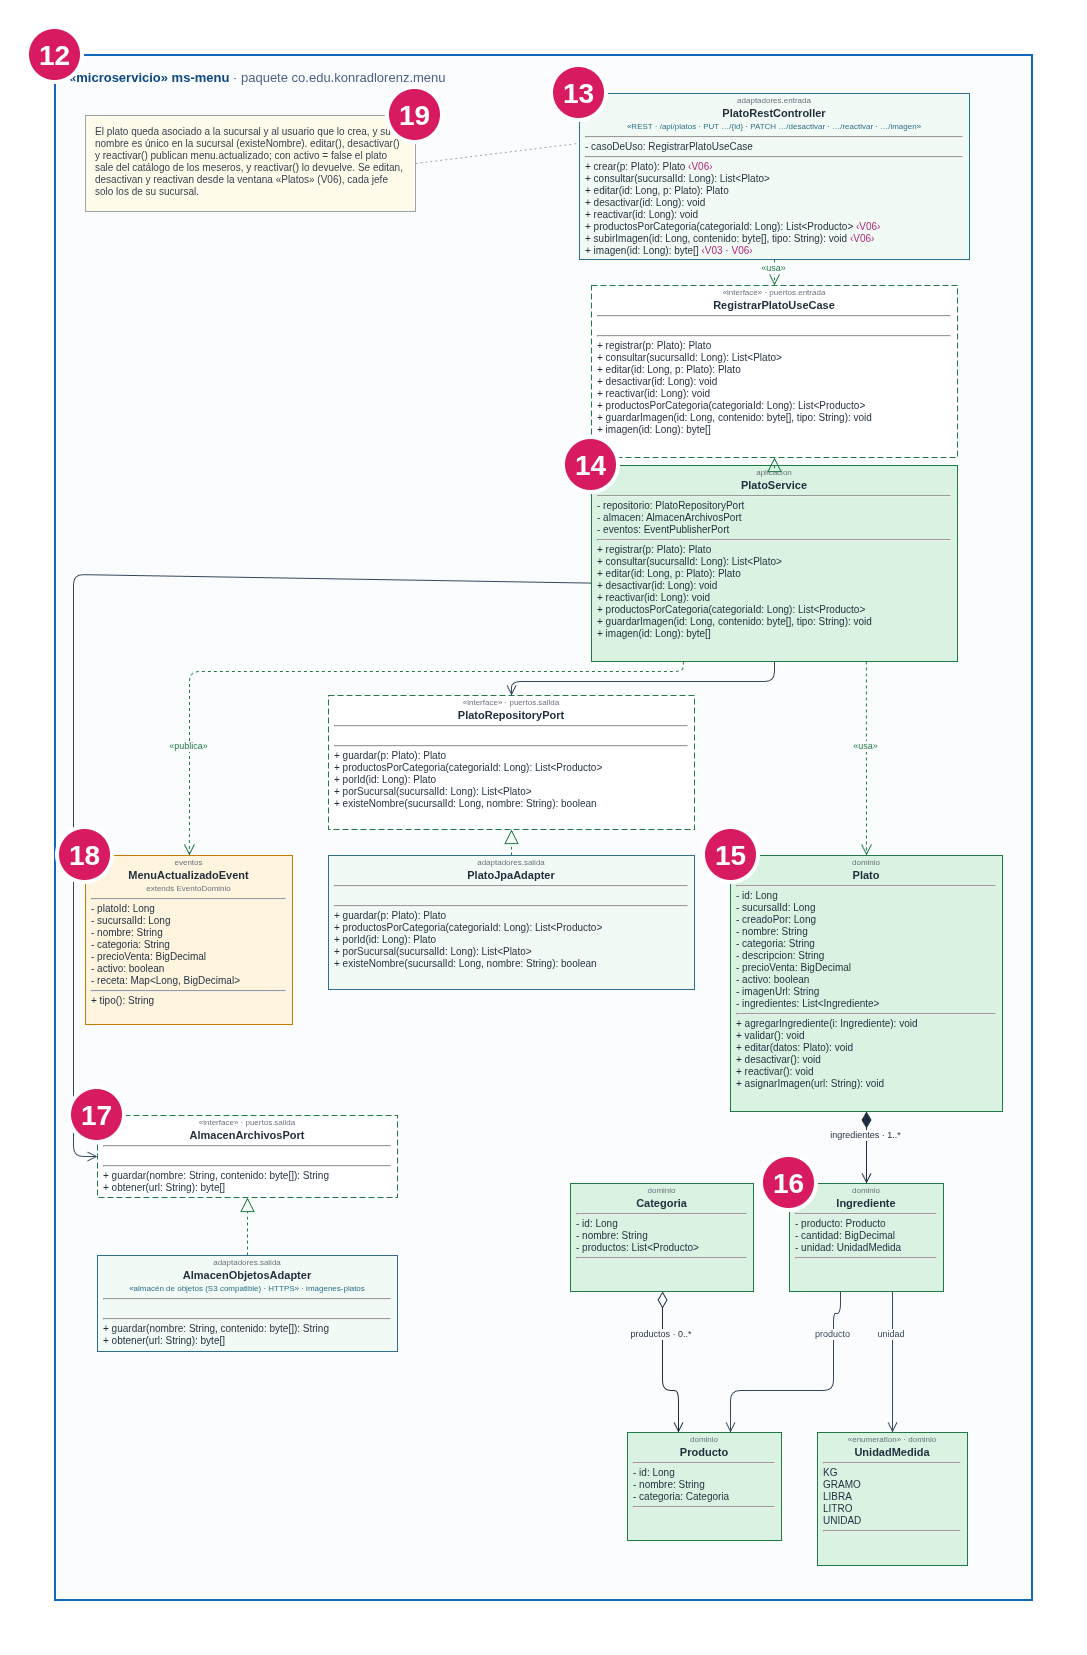 12
«microservicio» ms-menu · paquete co.edu.konradlorenz.menu
19
El plato queda asociado a la sucursal y al usuario que lo crea, y su
nombre es único en la sucursal (existeNombre). editar(), desactivar()
y reactivar() publican menu.actualizado; con activo = false el plato
sale del catálogo de los meseros, y reactivar() lo devuelve. Se editan,
desactivan y reactivan desde la ventana «Platos» (V06), cada jefe
solo los de su sucursal.
13
adaptadores.entrada
PlatoRestController
«REST · /api/platos · PUT …/{id} · PATCH …/desactivar · …/reactivar · …/imagen»
- casoDeUso: RegistrarPlatoUseCase
+ crear(p: Plato): Plato ‹V06›
+ consultar(sucursalId: Long): List<Plato>
+ editar(id: Long, p: Plato): Plato
+ desactivar(id: Long): void
+ reactivar(id: Long): void
+ productosPorCategoria(categoriaId: Long): List<Producto> ‹V06›
+ subirImagen(id: Long, contenido: byte[], tipo: String): void ‹V06›
+ imagen(id: Long): byte[] ‹V03 · V06›
«usa»
«interface» · puertos.entrada
RegistrarPlatoUseCase
+ registrar(p: Plato): Plato
+ consultar(sucursalId: Long): List<Plato>
+ editar(id: Long, p: Plato): Plato
+ desactivar(id: Long): void
+ reactivar(id: Long): void
+ productosPorCategoria(categoriaId: Long): List<Producto>
+ guardarImagen(id: Long, contenido: byte[], tipo: String): void
+ imagen(id: Long): byte[]
14
aplicacion
PlatoService
- repositorio: PlatoRepositoryPort
- almacen: AlmacenArchivosPort
- eventos: EventPublisherPort
+ registrar(p: Plato): Plato
+ consultar(sucursalId: Long): List<Plato>
+ editar(id: Long, p: Plato): Plato
+ desactivar(id: Long): void
+ reactivar(id: Long): void
+ productosPorCategoria(categoriaId: Long): List<Producto>
+ guardarImagen(id: Long, contenido: byte[], tipo: String): void
+ imagen(id: Long): byte[]
«publica»
«usa»
«interface» · puertos.salida
PlatoRepositoryPort
+ guardar(p: Plato): Plato
+ productosPorCategoria(categoriaId: Long): List<Producto>
+ porId(id: Long): Plato
+ porSucursal(sucursalId: Long): List<Plato>
+ existeNombre(sucursalId: Long, nombre: String): boolean
18
eventos
MenuActualizadoEvent
extends EventoDominio
- platoId: Long
- sucursalId: Long
- nombre: String
- categoria: String
- precioVenta: BigDecimal
- activo: boolean
- receta: Map<Long, BigDecimal>
+ tipo(): String
adaptadores.salida
PlatoJpaAdapter
+ guardar(p: Plato): Plato
+ productosPorCategoria(categoriaId: Long): List<Producto>
+ porId(id: Long): Plato
+ porSucursal(sucursalId: Long): List<Plato>
+ existeNombre(sucursalId: Long, nombre: String): boolean
15
dominio
Plato
- id: Long
- sucursalId: Long
- creadoPor: Long
- nombre: String
- categoria: String
- descripcion: String
- precioVenta: BigDecimal
- activo: boolean
- imagenUrl: String
- ingredientes: List<Ingrediente>
+ agregarIngrediente(i: Ingrediente): void
+ validar(): void
+ editar(datos: Plato): void
+ desactivar(): void
+ reactivar(): void
+ asignarImagen(url: String): void
17
«interface» · puertos.salida
AlmacenArchivosPort
+ guardar(nombre: String, contenido: byte[]): String
+ obtener(url: String): byte[]
ingredientes · 1..*
adaptadores.salida
AlmacenObjetosAdapter
«almacén de objetos (S3 compatible) · HTTPS» · imagenes-platos
+ guardar(nombre: String, contenido: byte[]): String
+ obtener(url: String): byte[]
dominio
Categoria
- id: Long
- nombre: String
- productos: List<Producto>
16
dominio
Ingrediente
- producto: Producto
- cantidad: BigDecimal
- unidad: UnidadMedida
productos · 0..*
producto
unidad
dominio
Producto
- id: Long
- nombre: String
- categoria: Categoria
«enumeration» · dominio
UnidadMedida
KG
GRAMO
LIBRA
LITRO
UNIDAD